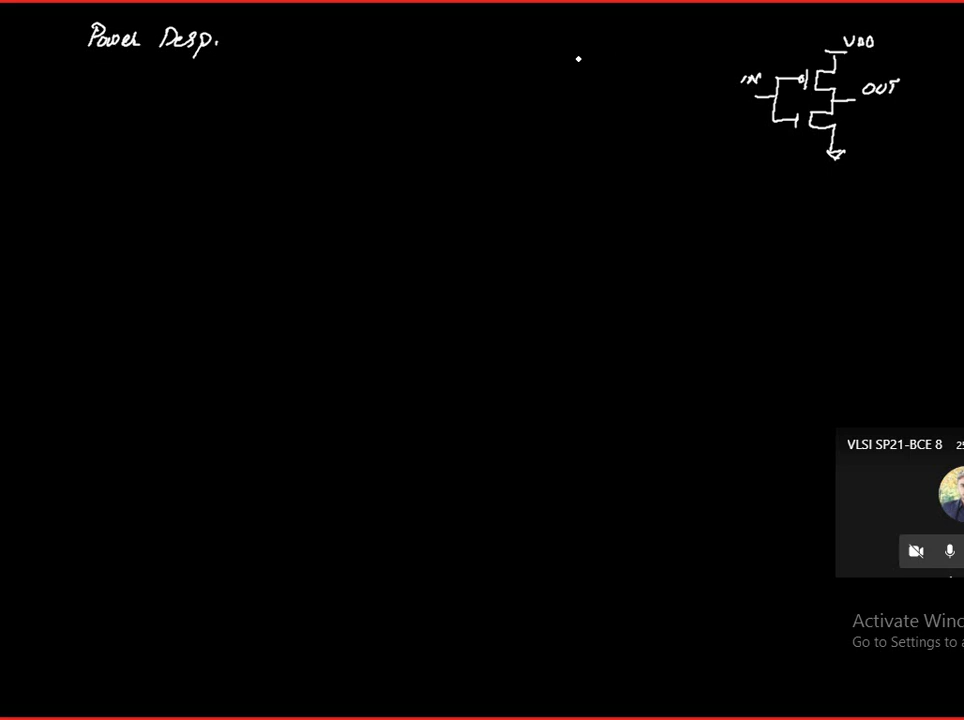 Power Desp.
VDD
IN
OUT
VLSI SP21-BCE 8
Activate Wind
Go to Settings to a